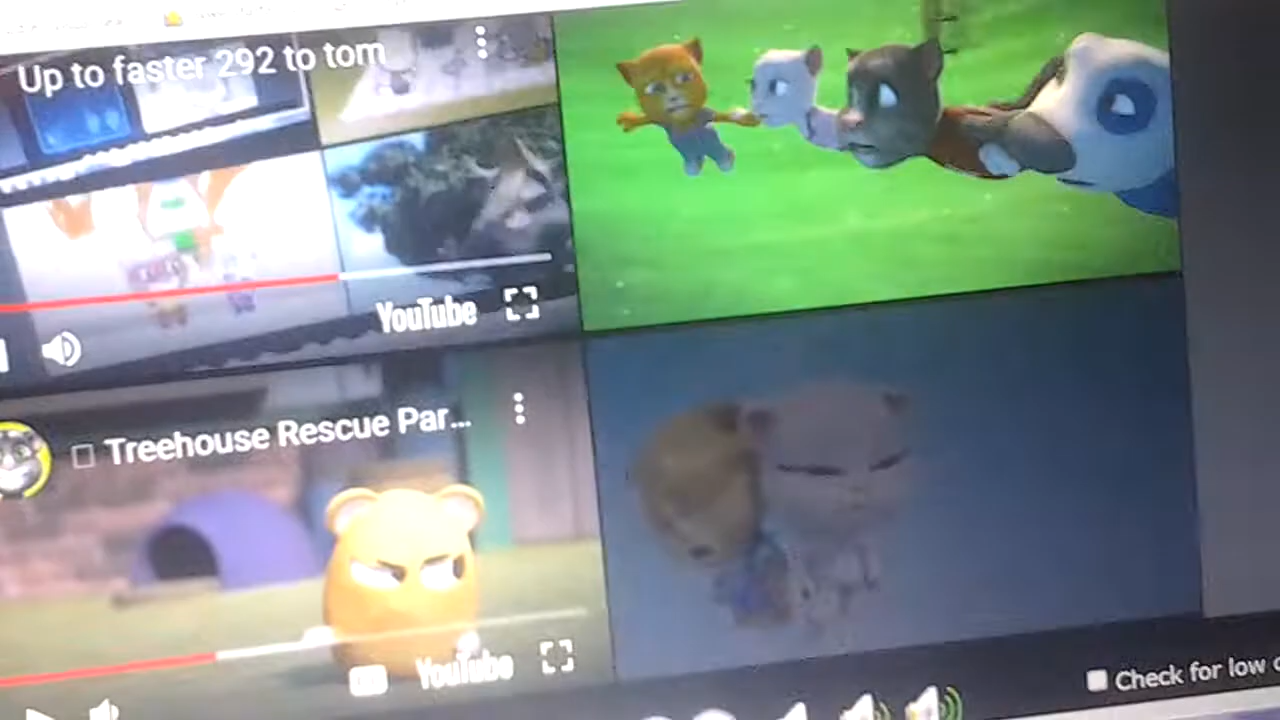 Up to faster 292 to tom
YouTube
Treehouse Rescue Par...
YouTube
Check for low